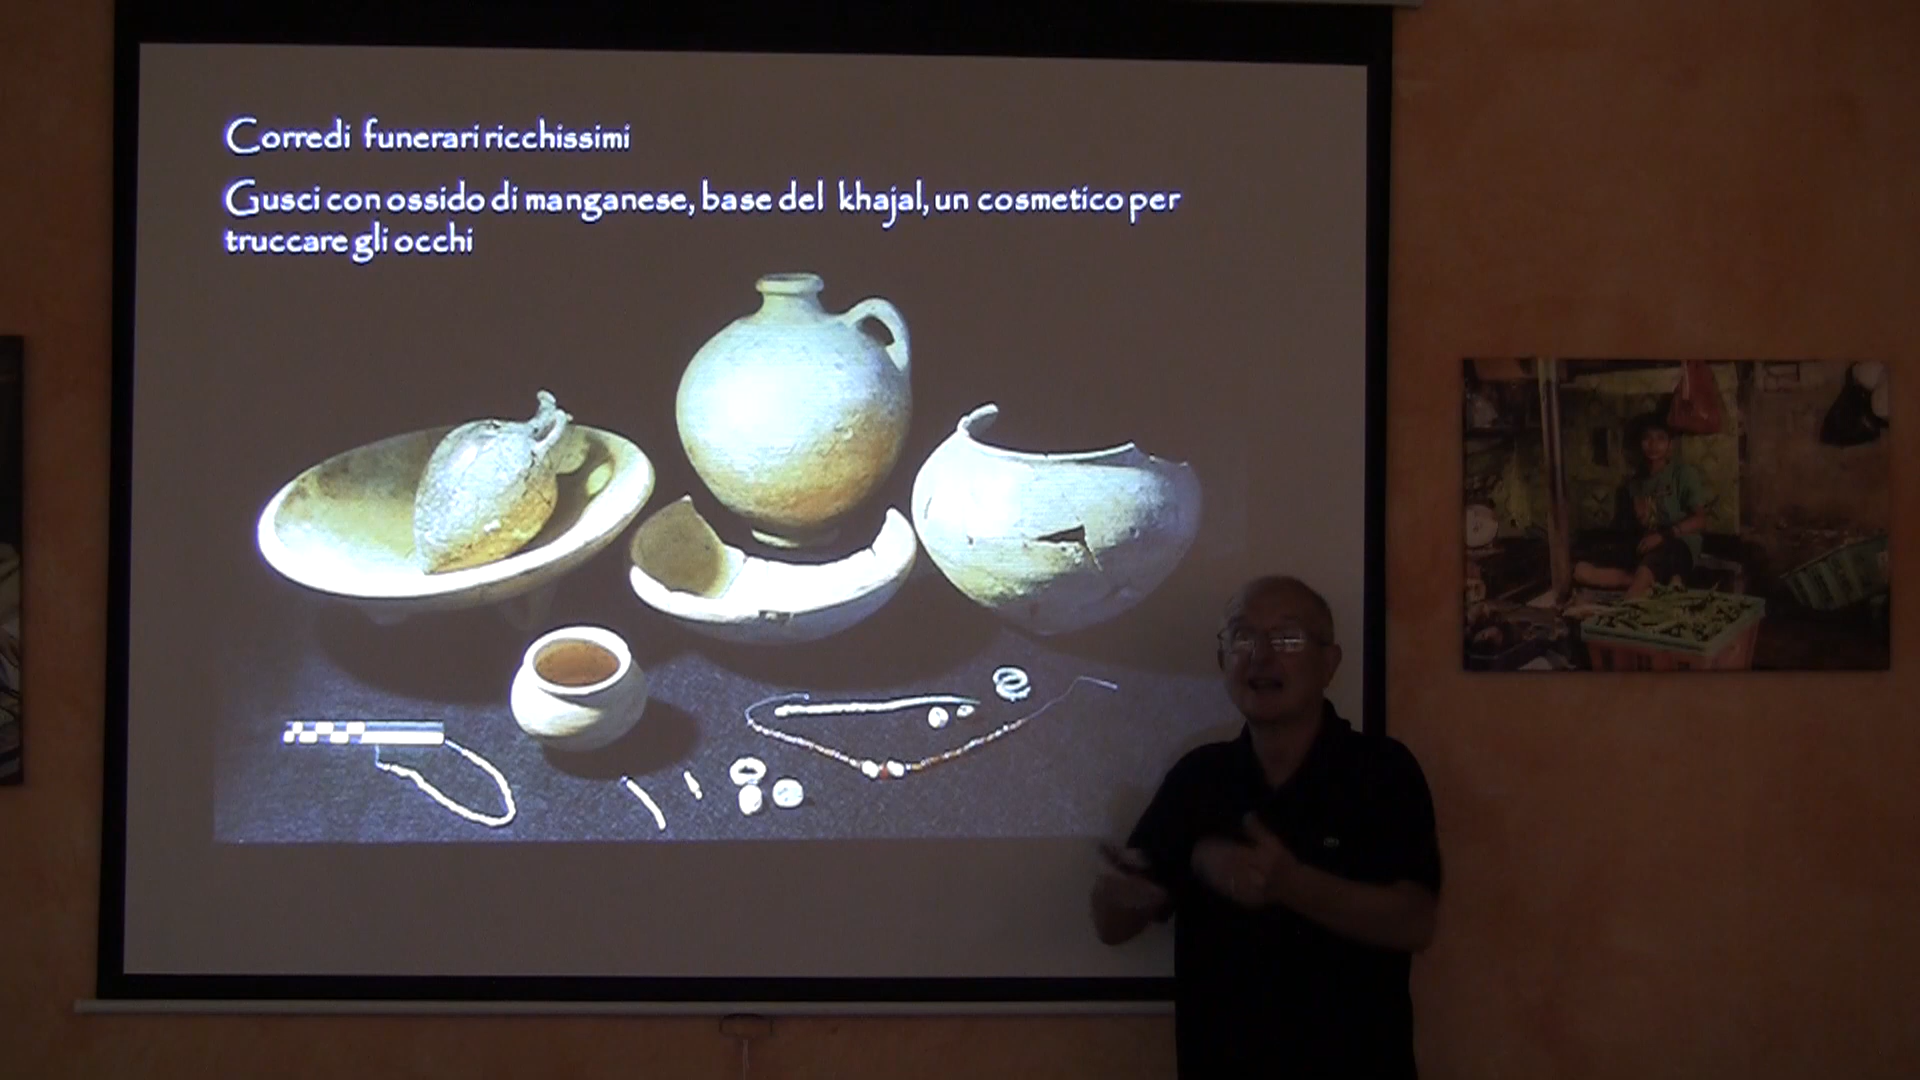 Corredi funerari ricchissimi
Gusci con ossido di manganese, base del khajal, un cosmetico per
truccare gli occhi